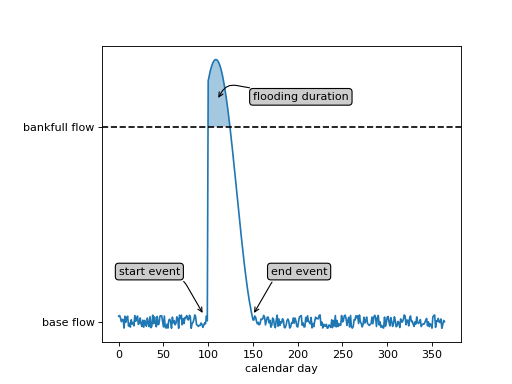 flooding duration
bankfull flow
start event
end event
base flow
0 50 100 150 200 250 300 350
calendar day